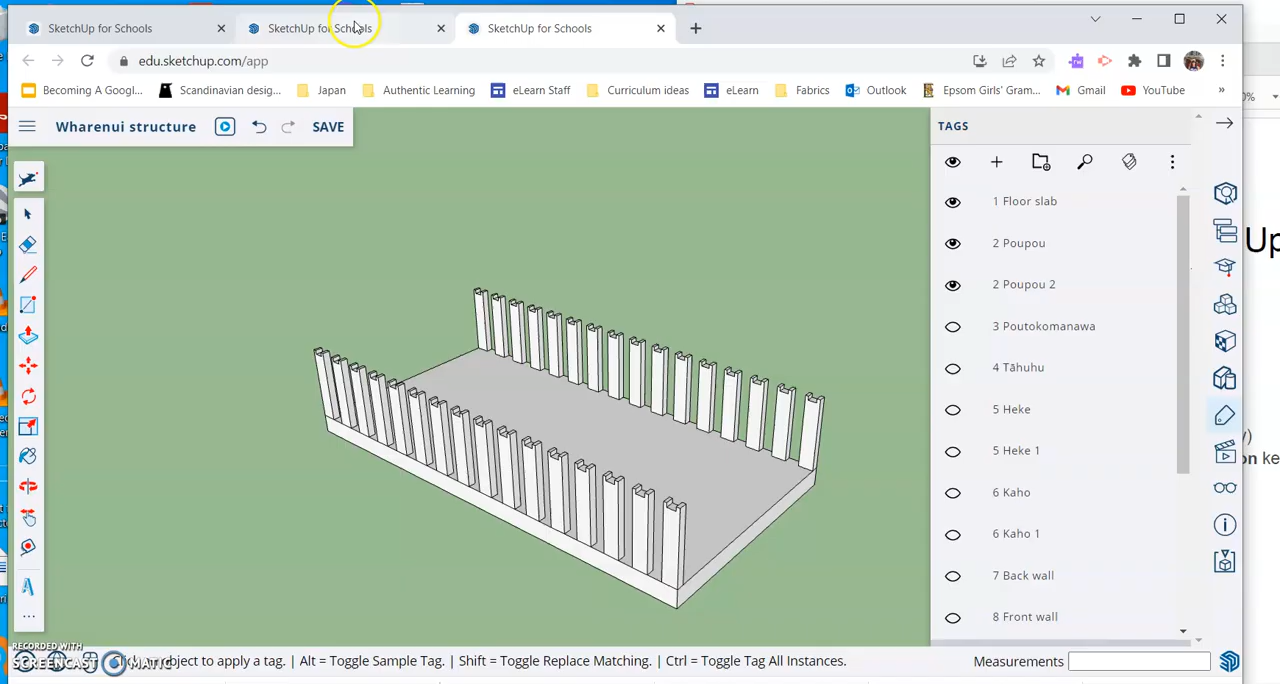 SketchUp for Schools
SketchUp for Schools
SketchUp for Schools
edu.sketchup.com/app
Becoming A Googl...
Scandinavian desig...
Japan
Authentic Learning
eLearn Staff
Curriculum ideas
eLearn
Fabrics
Outlook
Epsom Girls' Gram...
Gmail
YouTube
»
Wharenui structure
SAVE
TAGS
1 Floor slab
2 Poupou
2 Poupou 2
3 Poutokomanawa
4 Tāhuhu
5 Heke
5 Heke 1
6 Kaho
6 Kaho 1
7 Back wall
8 Front wall
Up
on ke
RECORDED WITH
SCREENCAST MATIC
object to apply a tag. | Alt = Toggle Sample Tag. | Shift = Toggle Replace Matching. | Ctrl = Toggle Tag All Instances.
Measurements